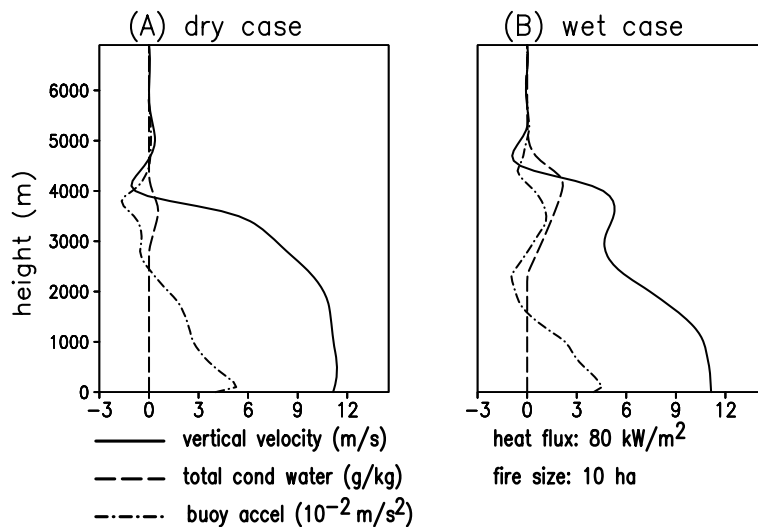 (A) dry case
(B) wet case
height (m)
6000
5000
4000
3000
2000
1000
0
-3 0 3 6 9 12
-3 0 3 6 9 12
vertical velocity (m/s)
total cond water (g/kg)
buoy accel (10⁻² m/s²)
heat flux: 80 kW/m²
fire size: 10 ha